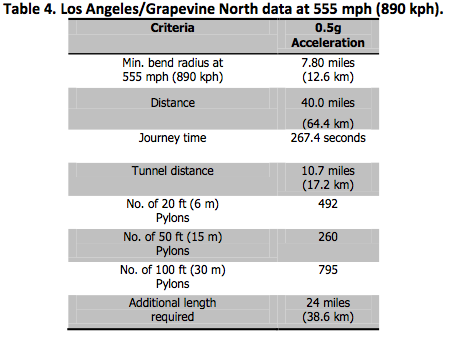 Table 4. Los Angeles/Grapevine North data at 555 mph (890 kph).
Criteria 0.5g
Acceleration
Min. bend radius at 7.80 miles
555 mph (890 kph) (12.6 km)
Distance 40.0 miles
(64.4 km)
Journey time 267.4 seconds
Tunnel distance 10.7 miles
(17.2 km)
No. of 20 ft (6 m) 492
Pylons
No. of 50 ft (15 m) 260
Pylons
No. of 100 ft (30 m) 795
Pylons
Additional length 24 miles
required (38.6 km)